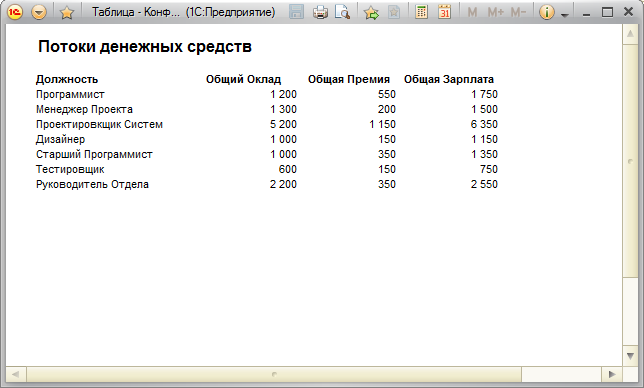 Таблица - Конф... (1С:Предприятие)
M M+ M-
31
Потоки денежных средств
Должность Общий Оклад Общая Премия Общая Зарплата
Программист 1 200 550 1 750
Менеджер Проекта 1 300 200 1 500
Проектировкщик Систем 5 200 1 150 6 350
Дизайнер 1 000 150 1 150
Старший Программист 1 000 350 1 350
Тестировщик 600 150 750
Руководитель Отдела 2 200 350 2 550